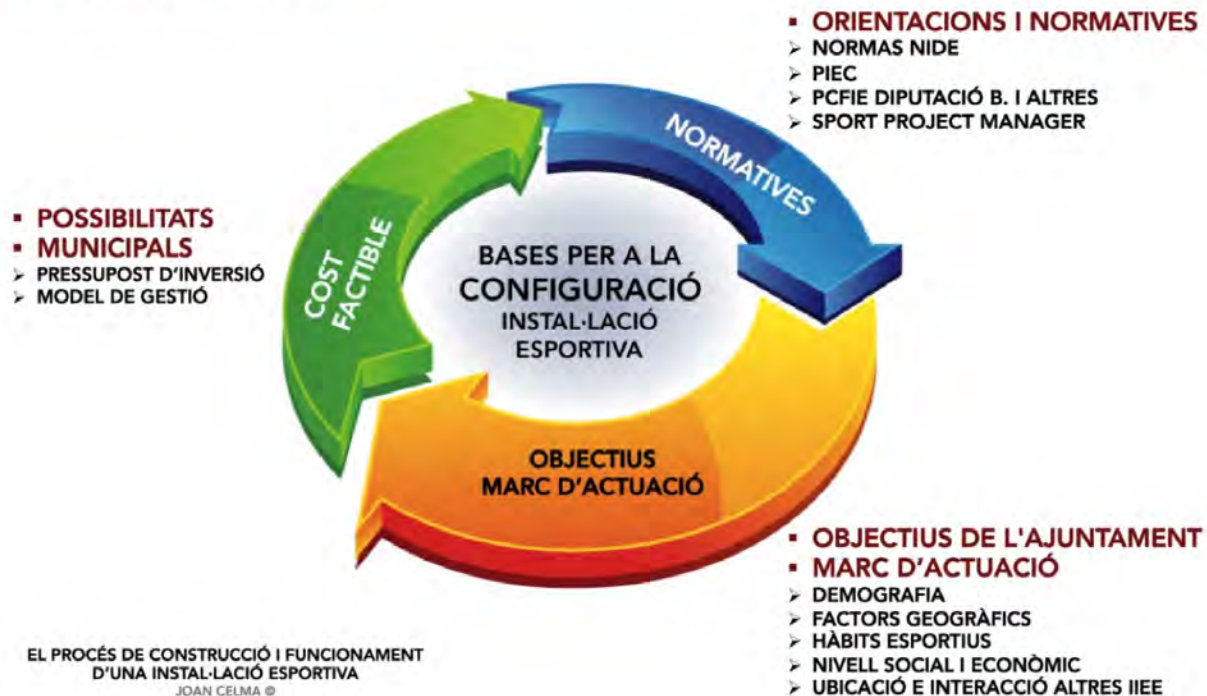 ▪ ORIENTACIONS I NORMATIVES
➢ NORMAS NIDE
➢ PIEC
➢ PCFIE DIPUTACIÓ B. I ALTRES
➢ SPORT PROJECT MANAGER
NORMATIVES
▪ POSSIBILITATS
▪ MUNICIPALS
➢ PRESSUPOST D'INVERSIÓ
➢ MODEL DE GESTIÓ
COST
FACTIBLE
BASES PER A LA
CONFIGURACIÓ
INSTAL·LACIÓ
ESPORTIVA
OBJECTIUS
MARC D'ACTUACIÓ
▪ OBJECTIUS DE L'AJUNTAMENT
▪ MARC D'ACTUACIÓ
➢ DEMOGRAFIA
➢ FACTORS GEOGRÀFICS
➢ HÀBITS ESPORTIUS
➢ NIVELL SOCIAL I ECONÒMIC
➢ UBICACIÓ E INTERACCIÓ ALTRES IIEE
EL PROCÉS DE CONSTRUCCIÓ I FUNCIONAMENT
D'UNA INSTAL·LACIÓ ESPORTIVA
JOAN CELMA ©